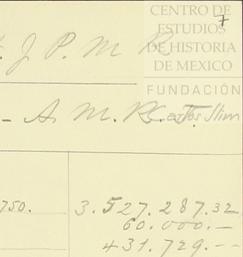 CENTRO DE
ESTUDIOS
DE HISTORIA
DE MEXICO
7
J. P. M.
FUNDACIÓN
Carlos Slim
- A. M. R.
750. 3.527.287.32
60.000.-
431.729.--